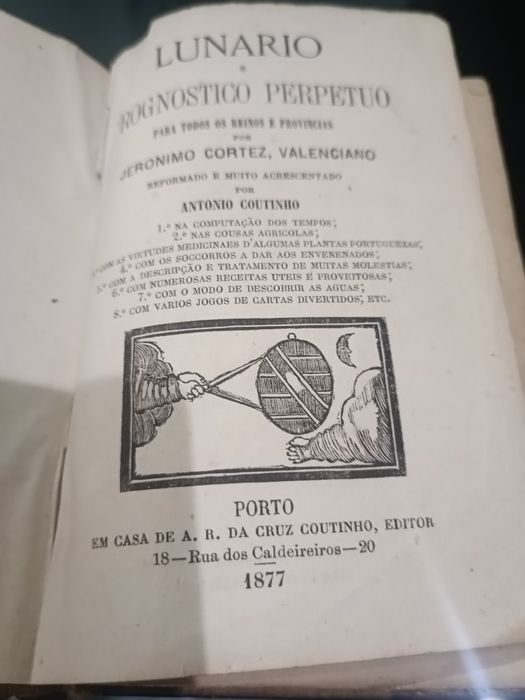 LUNARIO
E
PROGNOSTICO PERPETUO
PARA TODOS OS REINOS E PROVINCIAS
POR
JERONIMO CORTEZ, VALENCIANO
REFORMADO E MUITO ACRESCENTADO
POR
ANTONIO COUTINHO
1.º NA COMPUTAÇÃO DOS TEMPOS;
2.º NAS COUSAS AGRICOLAS;
3.º COM AS VIRTUDES MEDICINAES D'ALGUMAS PLANTAS PORTUGUEZAS;
4.º COM OS SOCCORROS A DAR AOS ENVENENADOS;
5.º COM A DESCRIPÇÃO E TRATAMENTO DE MUITAS MOLESTIAS;
6.º COM NUMEROSAS RECEITAS UTEIS E PROVEITOSAS;
7.º COM O MODO DE DESCOBRIR AS AGUAS;
8.º COM VARIOS JOGOS DE CARTAS DIVERTIDOS, ETC.
PORTO
EM CASA DE A. R. DA CRUZ COUTINHO, EDITOR
18—Rua dos Caldeireiros—20
1877